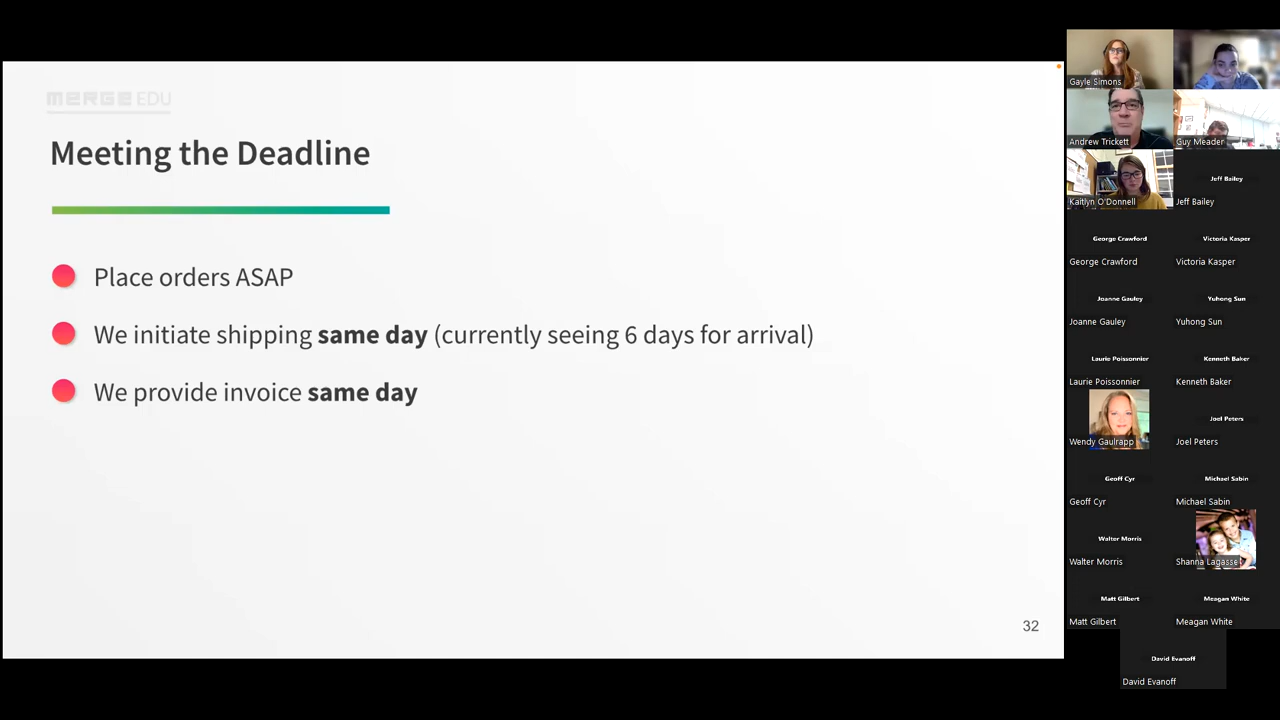 MERGE EDU
Meeting the Deadline
Place orders ASAP
We initiate shipping same day (currently seeing 6 days for arrival)
We provide invoice same day
32
Gayle Simons
Andrew Trickett
Guy Meader
Kaitlyn O'Donnell
Jeff Bailey
Jeff Bailey
George Crawford
Victoria Kasper
George Crawford
Victoria Kasper
Joanne Gauley
Yuhong Sun
Joanne Gauley
Yuhong Sun
Laurie Poissonnier
Kenneth Baker
Laurie Poissonnier
Kenneth Baker
Joel Peters
Wendy Gaulrapp
Joel Peters
Geoff Cyr
Michael Sabin
Geoff Cyr
Michael Sabin
Walter Morris
Walter Morris
Shanna Lagasse
Matt Gilbert
Meagan White
Matt Gilbert
Meagan White
David Evanoff
David Evanoff